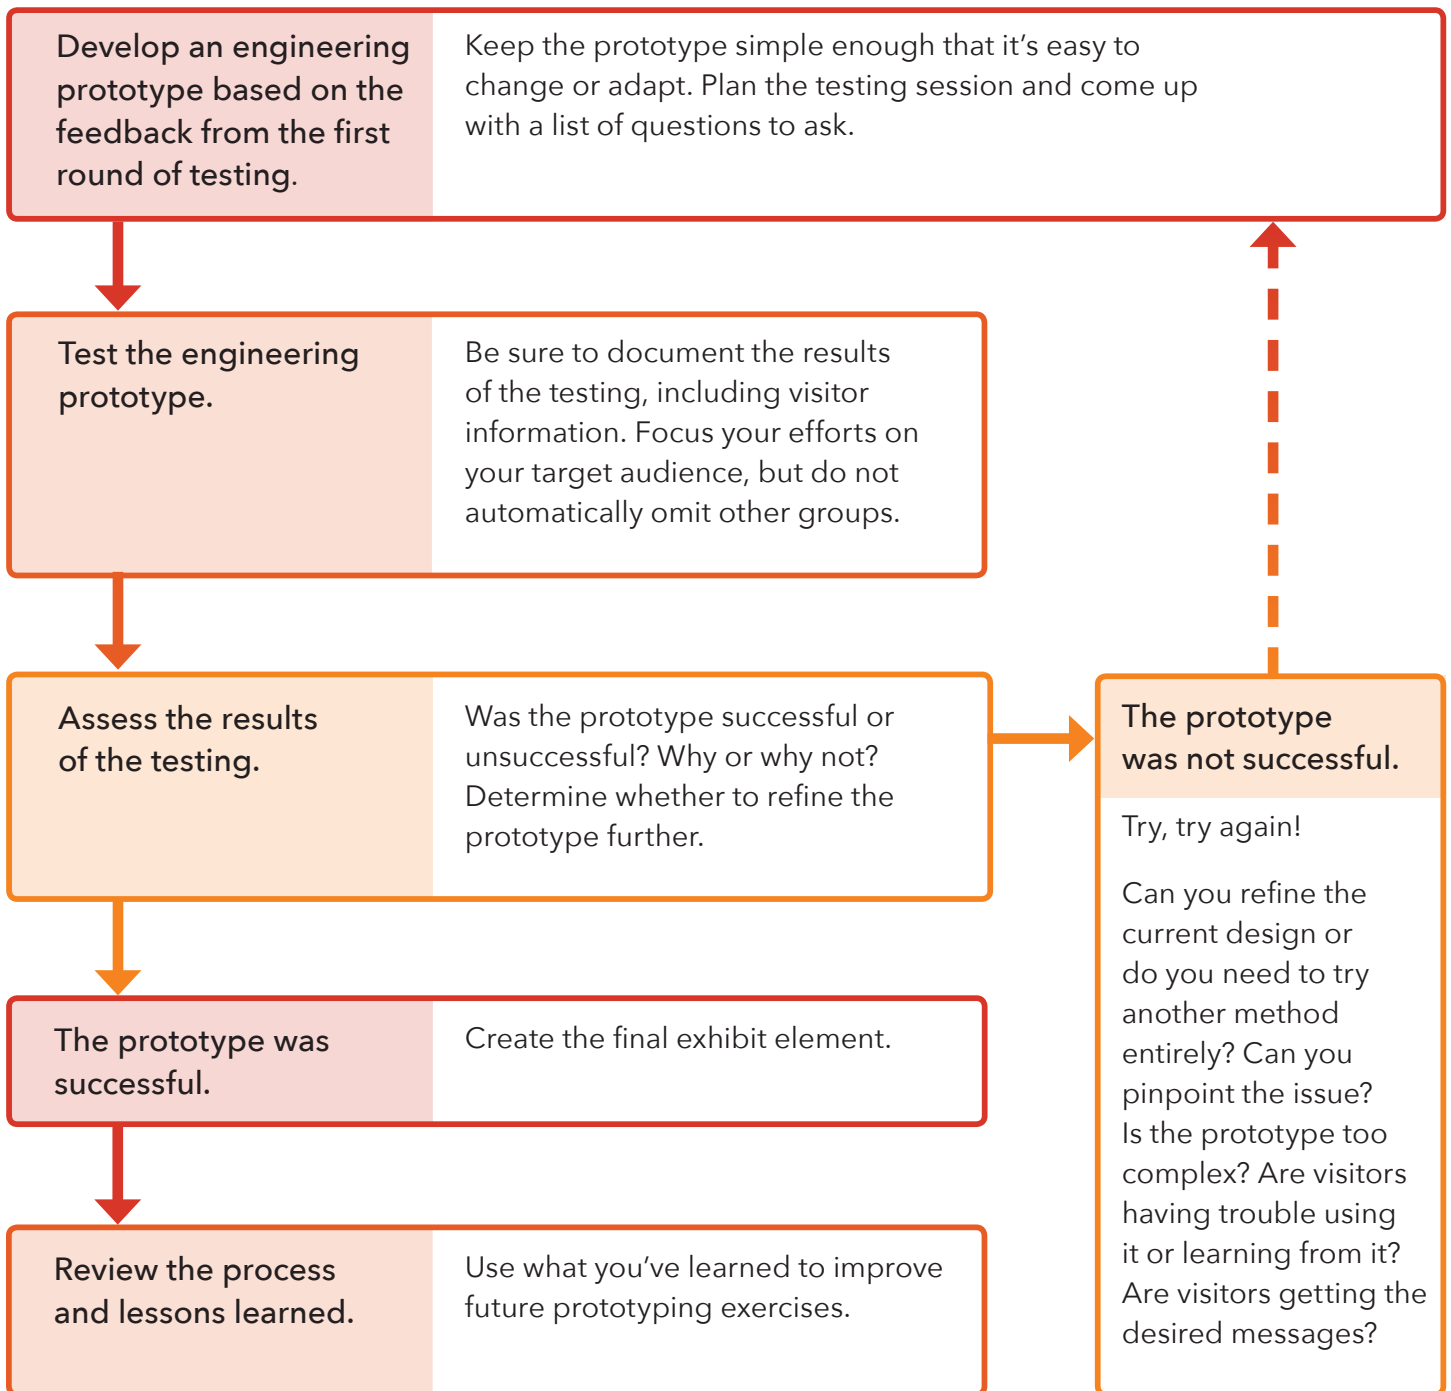 Develop an engineering
prototype based on the
feedback from the first
round of testing.
Keep the prototype simple enough that it’s easy to
change or adapt. Plan the testing session and come up
with a list of questions to ask.
Test the engineering
prototype.
Be sure to document the results
of the testing, including visitor
information. Focus your efforts on
your target audience, but do not
automatically omit other groups.
Assess the results
of the testing.
Was the prototype successful or
unsuccessful? Why or why not?
Determine whether to refine the
prototype further.
The prototype
was not successful.
Try, try again!
Can you refine the
current design or
do you need to try
another method
entirely? Can you
pinpoint the issue?
Is the prototype too
complex? Are visitors
having trouble using
it or learning from it?
Are visitors getting the
desired messages?
The prototype was
successful.
Create the final exhibit element.
Review the process
and lessons learned.
Use what you’ve learned to improve
future prototyping exercises.